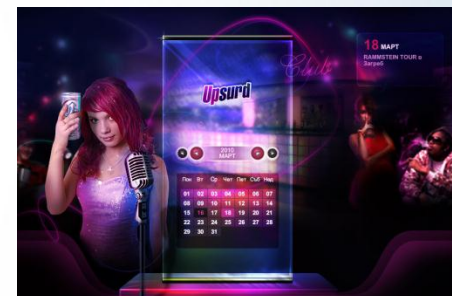 18 МАРТ
RAMMSTEIN TOUR в
Загреб
Club
Upsurd
2010
МАРТ
Пон Вт Ср Чет Пет Съб Нед
01 02 03 04 05 06 07
08 09 10 11 12 13 14
15 16 17 18 19 20 21
22 23 24 25 26 27 28
29 30 31